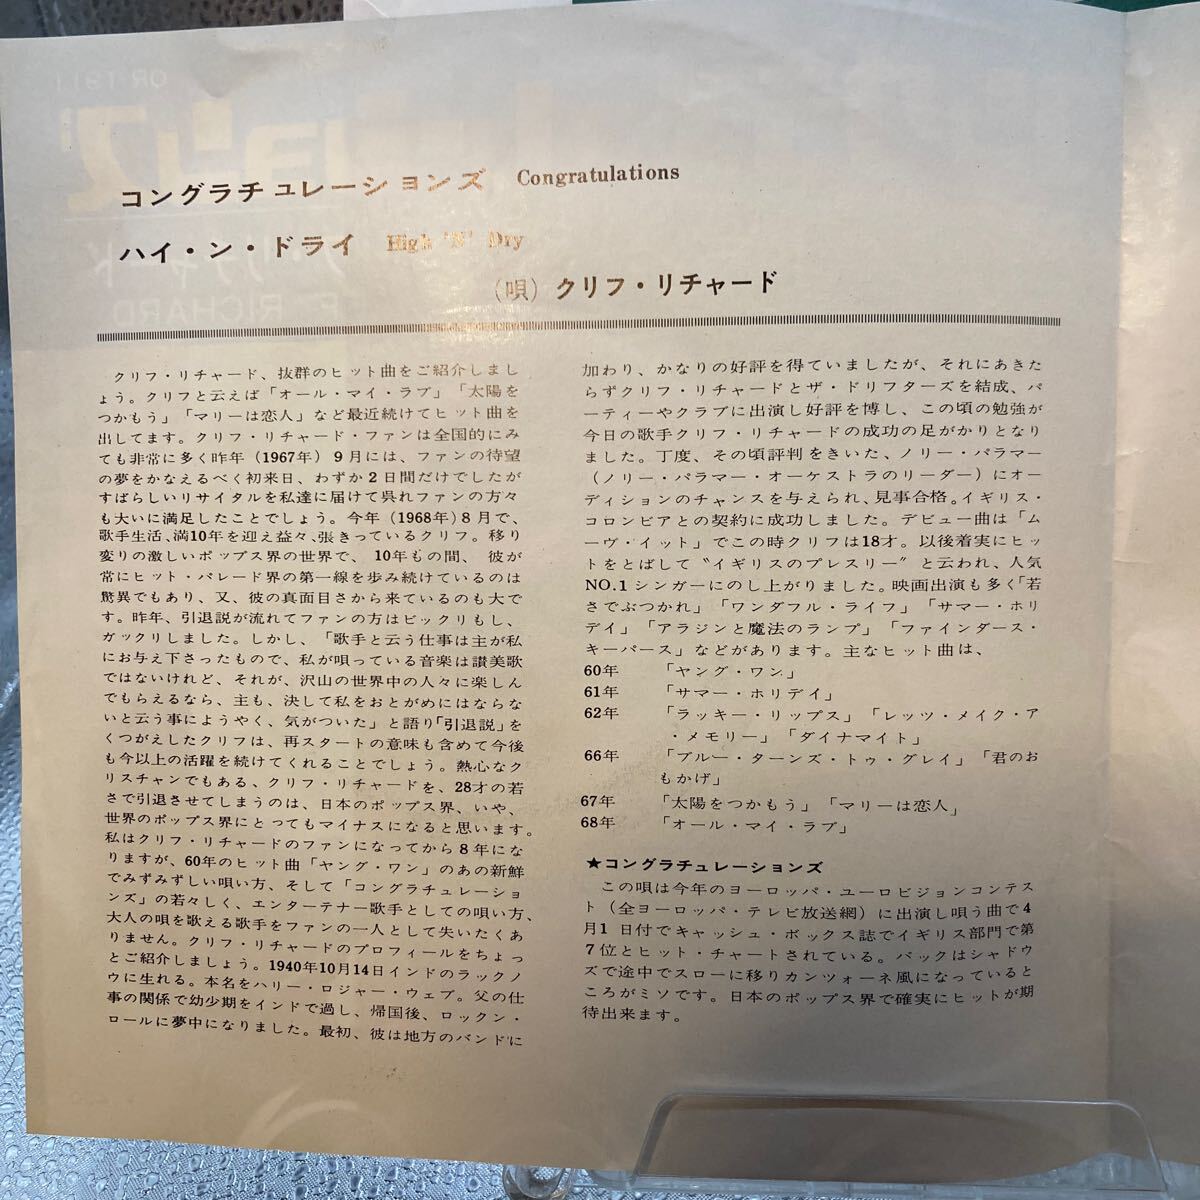 コングラチュレーションズ Congratulations
ハイ・ン・ドライ High 'N' Dry
（唄）クリフ・リチャード
クリフ・リチャード、抜群のヒット曲をご紹介しまし
ょう。クリフと云えば「オール・マイ・ラブ」「太陽を
つかもう」「マリーは恋人」など最近続けてヒット曲を
出してます。クリフ・リチャード・ファンは全国的にみ
ても非常に多く昨年（1967年）9月には、ファンの待望
の夢をかなえるべく初来日、わずか2日間だけでしたが
すばらしいリサイタルを私達に届けて呉れファンの方々
も大いに満足したことでしょう。今年（1968年）8月で、
歌手生活、満10年を迎え益々、張きっているクリフ。移り
変りの激しいポップス界の世界で、10年もの間、彼が
常にヒット・パレード界の第一線を歩み続けているのは
驚異でもあり、又、彼の真面目さから来ているのも大で
す。昨年、引退説が流れてファンの方はビックリもし、
ガックリしました。しかし、「歌手と云う仕事は主が私
にお与え下さったもので、私が唄っている音楽は讃美歌
ではないけれど、それが、沢山の世界中の人々に楽しん
でもらえるなら、主も、決して私をおとがめにはならな
いと云う事にようやく、気がついた」と語り「引退説」を
くつがえしたクリフは、再スタートの意味も含めて今後
も今以上の活躍を続けてくれることでしょう。熱心なク
リスチャンでもある、クリフ・リチャードを、28才の若
さで引退させてしまうのは、日本のポップス界、いや、
世界のポップス界にとってもマイナスになると思います。
私はクリフ・リチャードのファンになってから8年にな
りますが、60年のヒット曲「ヤング・ワン」のあの新鮮
でみずみずしい唄い方、そして「コングラチュレーショ
ンズ」の若々しく、エンターテナー歌手としての唄い方、
大人の唄を歌える歌手をファンの一人として失いたくあ
りません。クリフ・リチャードのプロフィールをちょっ
とご紹介しましょう。1940年10月14日インドのラックノ
ウに生れる。本名をハリー・ロジャー・ウェブ。父の仕
事の関係で幼少期をインドで過し、帰国後、ロックン・
ロールに夢中になりました。最初、彼は地方のバンドに
加わり、かなりの好評を得ていましたが、それにあきた
らずクリフ・リチャードとザ・ドリフターズを結成、パ
ーティーやクラブに出演し好評を博し、この頃の勉強が
今日の歌手クリフ・リチャードの成功の足がかりとなり
ました。丁度、その頃評判をきいた、ノリー・パラマー
（ノリー・パラマー・オーケストラのリーダー）にオー
ディションのチャンスを与えられ、見事合格。イギリス・
コロンビアとの契約に成功しました。デビュー曲は「ム
ーヴ・イット」でこの時クリフは18才。以後着実にヒッ
トをとばして〝イギリスのプレスリー〟と云われ、人気
NO.1シンガーにのし上がりました。映画出演も多く「若
さでぶつかれ」「ワンダフル・ライフ」「サマー・ホリ
デイ」「アラジンと魔法のランプ」「ファインダース・
キーパース」などがあります。主なヒット曲は、
60年 「ヤング・ワン」
61年 「サマー・ホリデイ」
62年 「ラッキー・リップス」「レッツ・メイク・ア
・メモリー」「ダイナマイト」
66年 「ブルー・ターンズ・トゥ・グレイ」「君のお
もかげ」
67年 「太陽をつかもう」「マリーは恋人」
68年 「オール・マイ・ラブ」
★コングラチュレーションズ
この唄は今年のヨーロッパ・ユーロビジョンコンテス
ト（全ヨーロッパ・テレビ放送網）に出演し唄う曲で4
月1日付でキャッシュ・ボックス誌でイギリス部門で第
7位とヒット・チャートされている。バックはシャドウ
ズで途中でスローに移りカンツォーネ風になっていると
ころがミソです。日本のポップス界で確実にヒットが期
待出来ます。